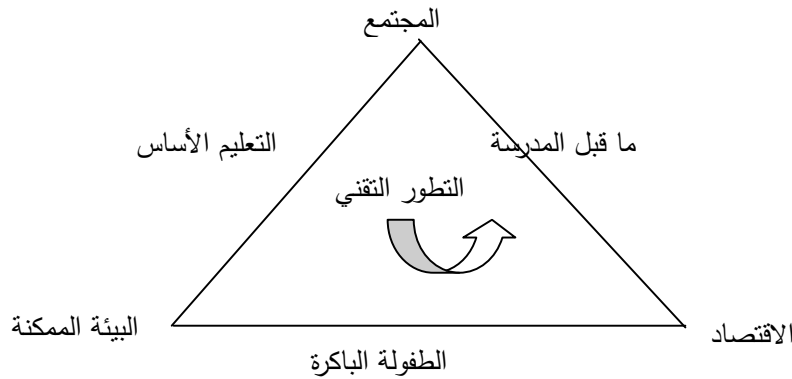 المجتمع
ما قبل المدرسة
التعليم الأساس
التطور التقني
الاقتصاد
البيئة الممكنة
الطفولة الباكرة